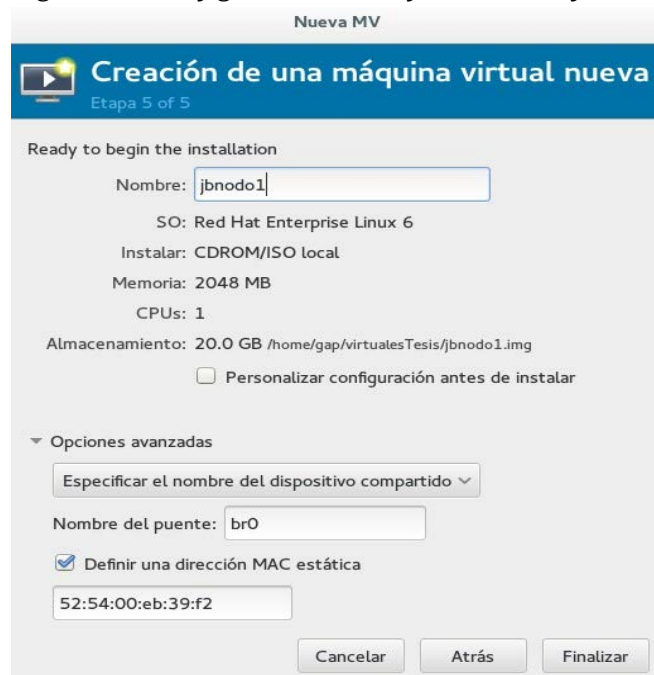 Nueva MV
Creación de una máquina virtual nueva
Etapa 5 of 5
Ready to begin the installation
Nombre: jbnodo1
SO: Red Hat Enterprise Linux 6
Instalar: CDROM/ISO local
Memoria: 2048 MB
CPUs: 1
Almacenamiento: 20.0 GB /home/gap/virtualesTesis/jbnodo1.img
Personalizar configuración antes de instalar
Opciones avanzadas
Especificar el nombre del dispositivo compartido
Nombre del puente: br0
Definir una dirección MAC estática
52:54:00:eb:39:f2
Cancelar Atrás Finalizar